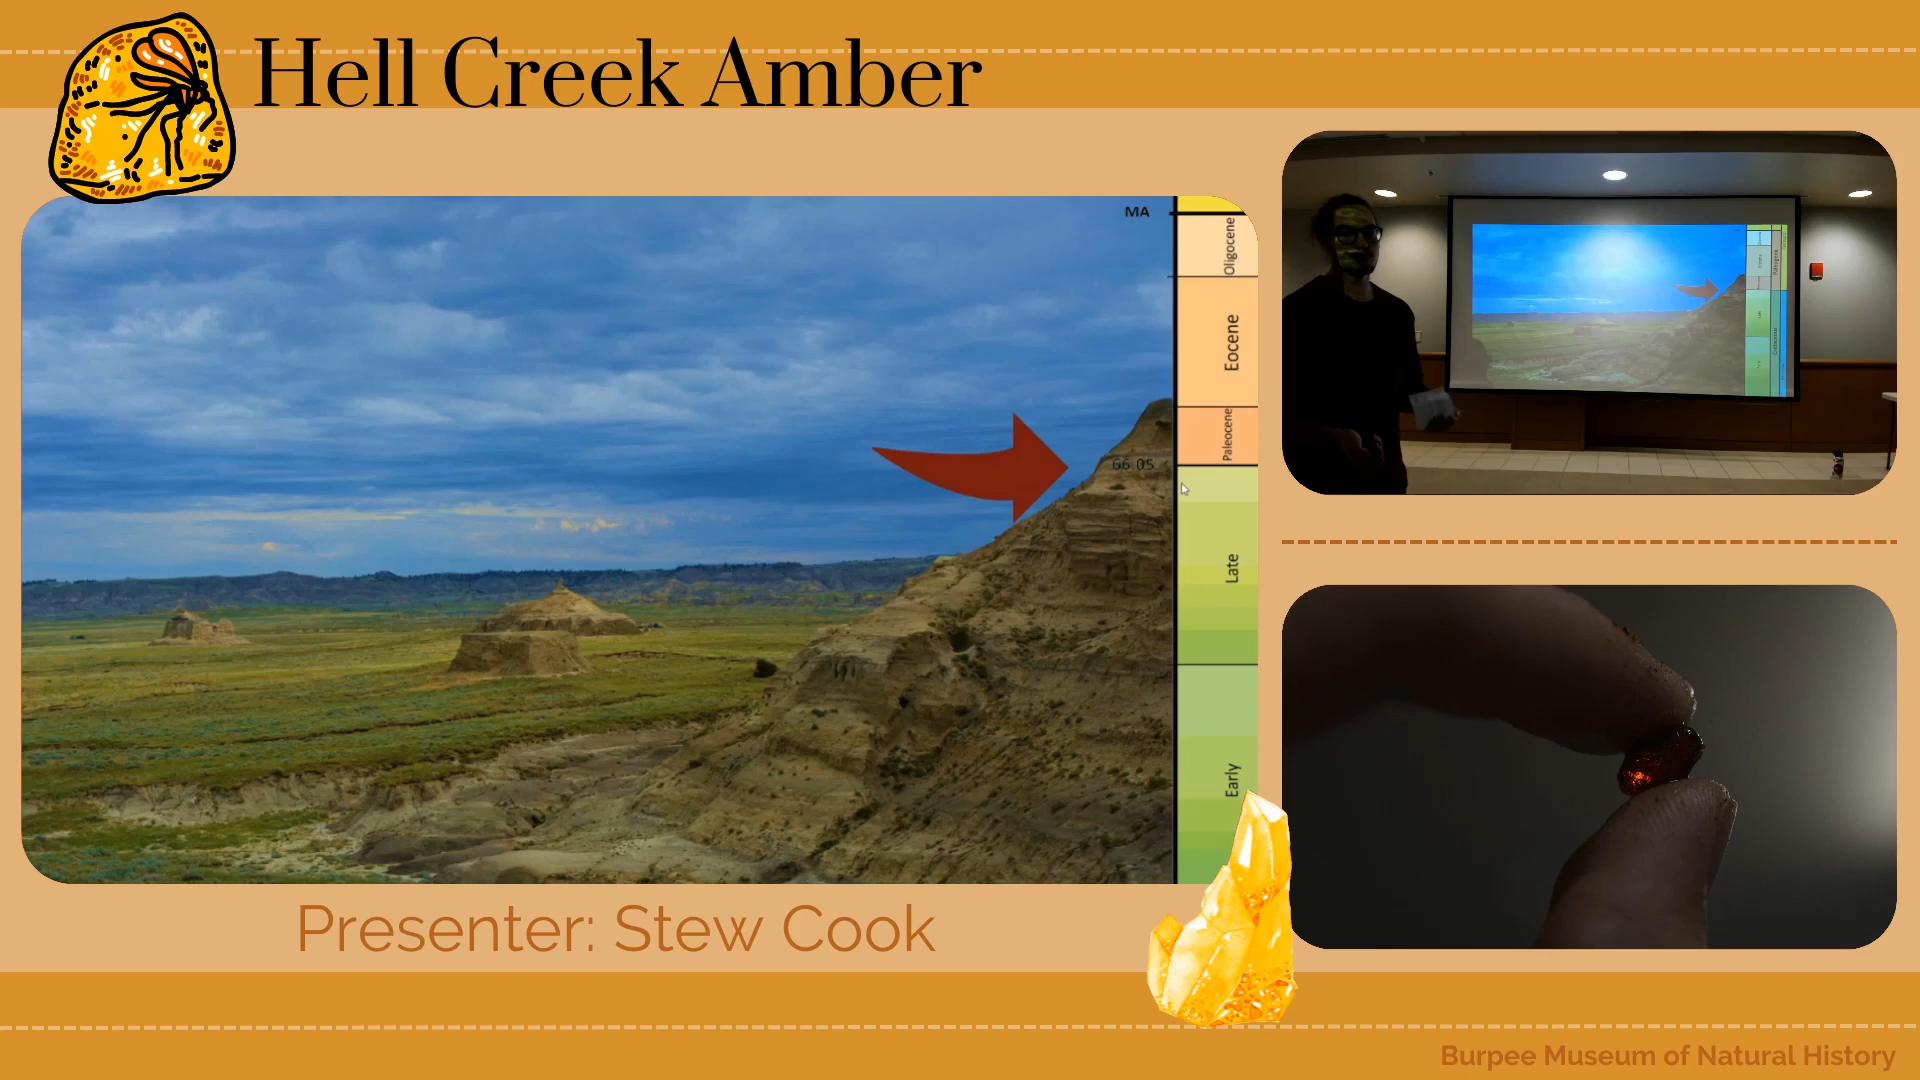 Hell Creek Amber
MA
Oligocene
Eocene
Paleocene
66.05
Late
Early
Presenter: Stew Cook
Burpee Museum of Natural History